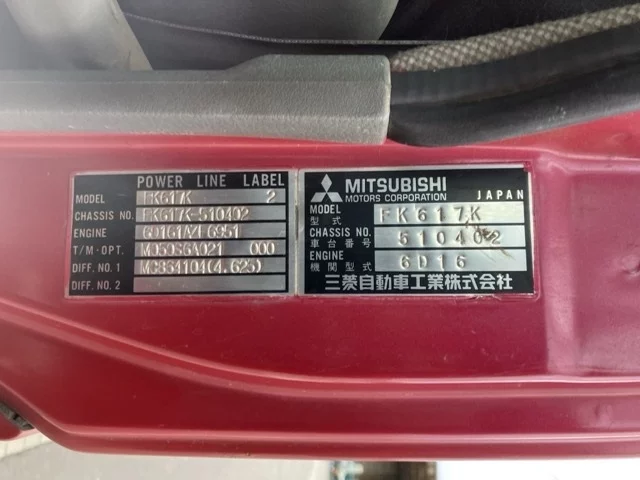 POWER LINE LABEL
MODEL FK617K 2
CHASSIS NO. FK617K-510402
ENGINE
T/M-OPT. M050S6A021 000
DIFF. NO. 1 MC864104(4.625)
DIFF. NO. 2
MITSUBISHI
MOTORS CORPORATION JAPAN
MODEL FK617K
型式
CHASSIS NO. 510402
車台番号
ENGINE 6D16
機関型式
三菱自動車工業株式会社